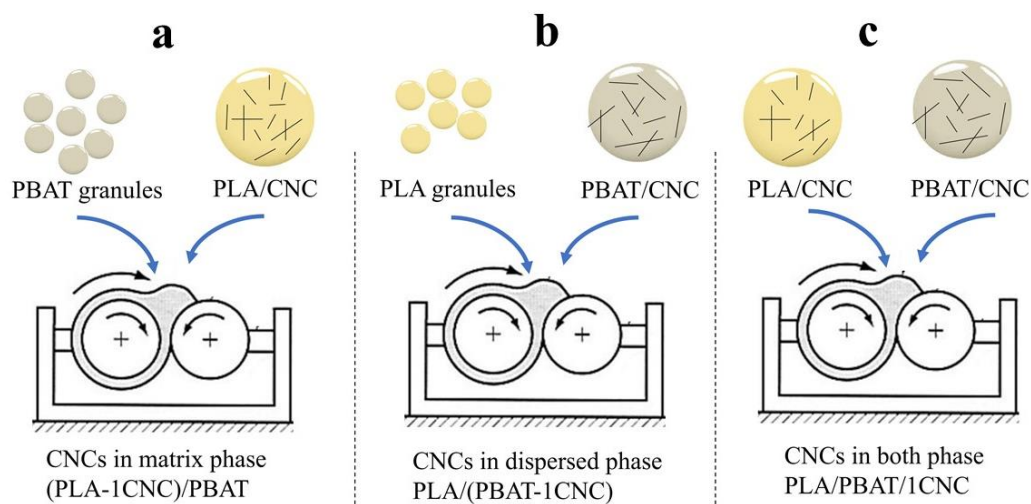 a
PBAT granules
PLA/CNC
CNCs in matrix phase
(PLA-1CNC)/PBAT
b
PLA granules
PBAT/CNC
CNCs in dispersed phase
PLA/(PBAT-1CNC)
c
PLA/CNC
PBAT/CNC
CNCs in both phase
PLA/PBAT/1CNC